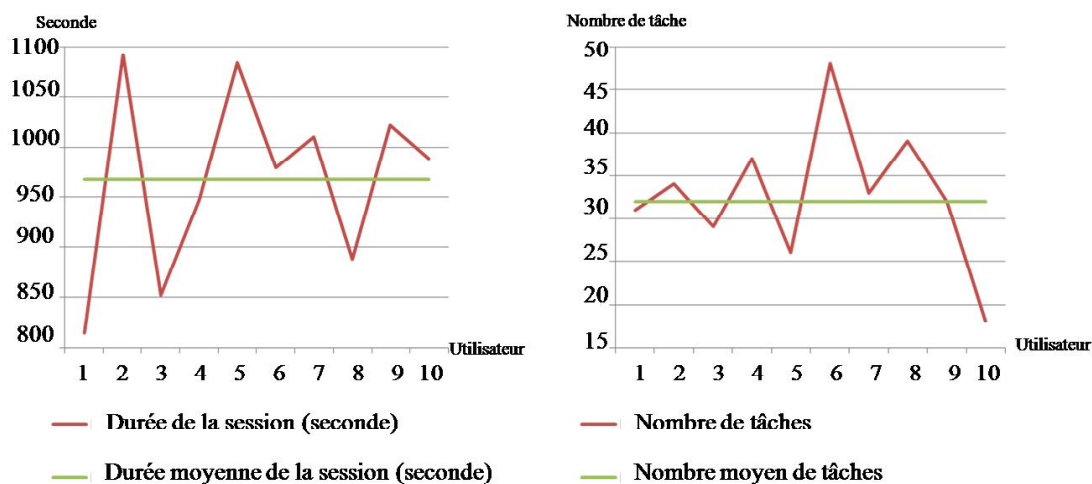 Seconde
1100
1050
1000
950
900
850
800
Utilisateur
1 2 3 4 5 6 7 8 9 10
Durée de la session (seconde)
Durée moyenne de la session (seconde)
Nombre de tâche
50
45
40
35
30
25
20
15
Utilisateur
1 2 3 4 5 6 7 8 9 10
Nombre de tâches
Nombre moyen de tâches